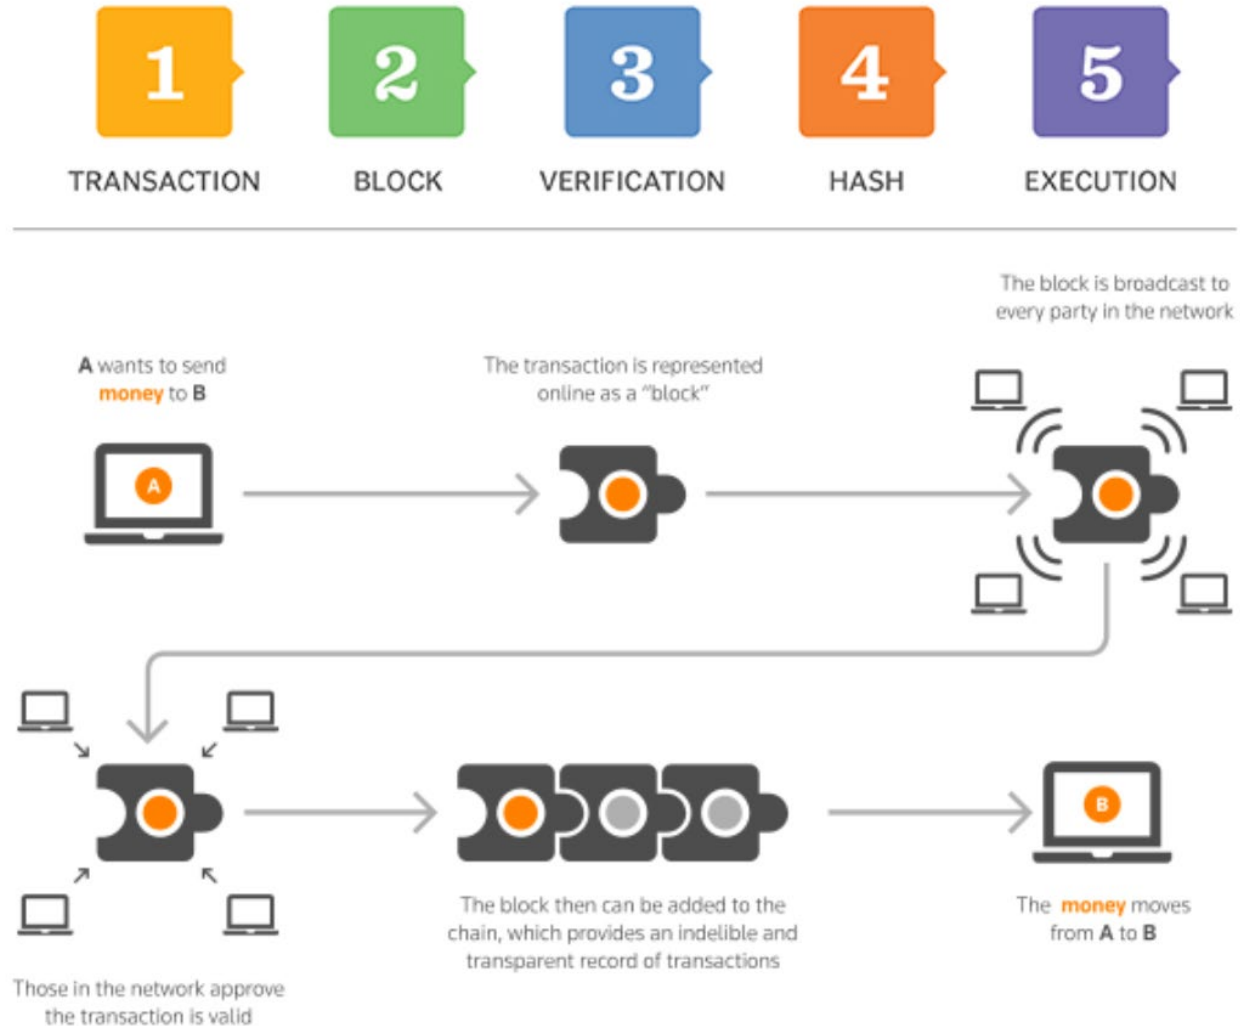 1 2 3 4 5
TRANSACTION BLOCK VERIFICATION HASH EXECUTION
A wants to send
money to B
A
The transaction is represented
online as a "block"
The block is broadcast to
every party in the network
Those in the network approve
the transaction is valid
The block then can be added to the
chain, which provides an indelible and
transparent record of transactions
B
The money moves
from A to B